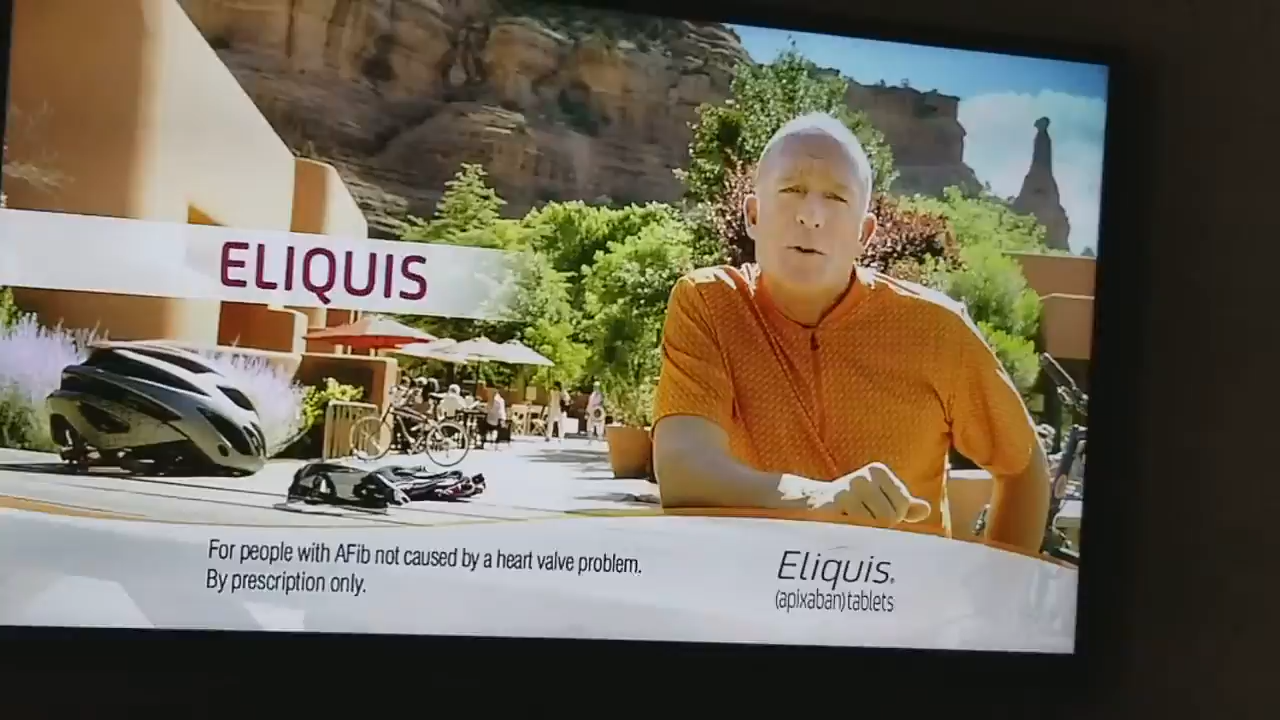 ELIQUIS
For people with AFib not caused by a heart valve problem.
By prescription only.
Eliquis.
(apixaban) tablets